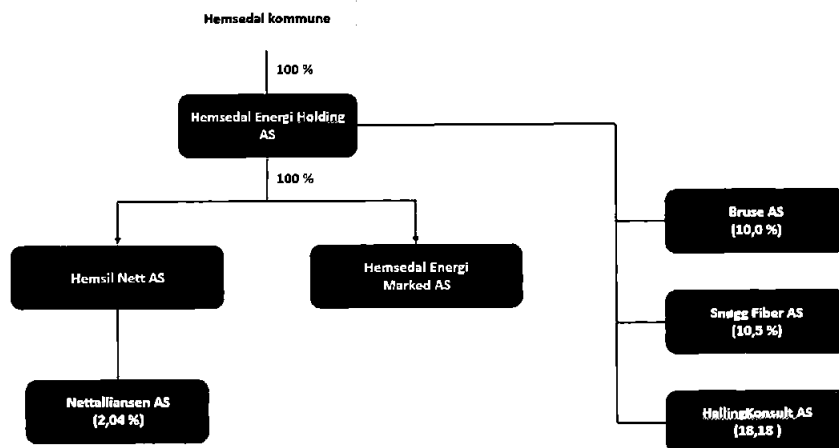 Hemsedal kommune
100 %
Hemsedal Energi Holding
AS
100 %
Bruse AS
(10,0 %)
Hemsil Nett AS
Hemsedal Energi
Marked AS
Snøgg Fiber AS
(10,5 %)
Nettalliansen AS
(2,04 %)
HallingKonsult AS
(18,18 )